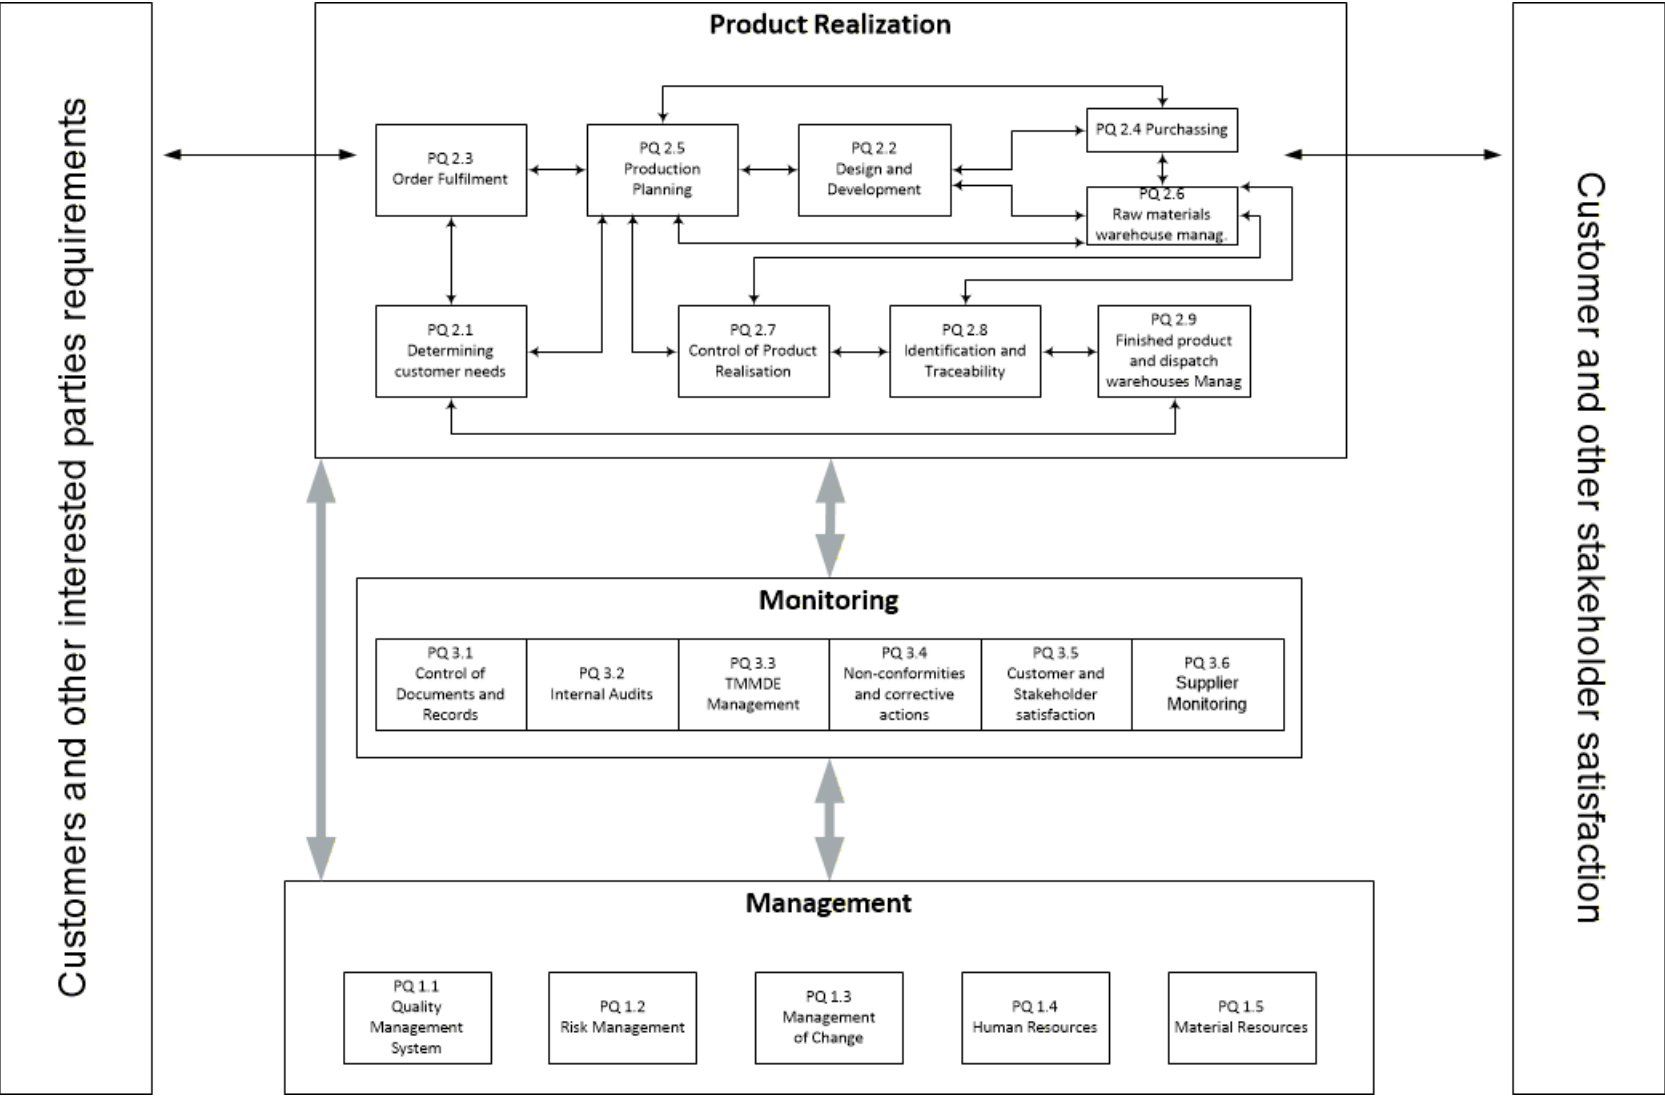 Customers and other interested parties requirements
Product Realization
PQ 2.3
Order Fulfilment
PQ 2.5
Production
Planning
PQ 2.2
Design and
Development
PQ 2.4 Purchassing
PQ 2.6
Raw materials
warehouse manag.
PQ 2.1
Determining
customer needs
PQ 2.7
Control of Product
Realisation
PQ 2.8
Identification and
Traceability
PQ 2.9
Finished product
and dispatch
warehouses Manag
Monitoring
PQ 3.1
Control of
Documents and
Records
PQ 3.2
Internal Audits
PQ 3.3
TMMDE
Management
PQ 3.4
Non-conformities
and corrective
actions
PQ 3.5
Customer and
Stakeholder
satisfaction
PQ 3.6
Supplier
Monitoring
Management
PQ 1.1
Quality
Management
System
PQ 1.2
Risk Management
PQ 1.3
Management
of Change
PQ 1.4
Human Resources
PQ 1.5
Material Resources
Customer and other stakeholder satisfaction